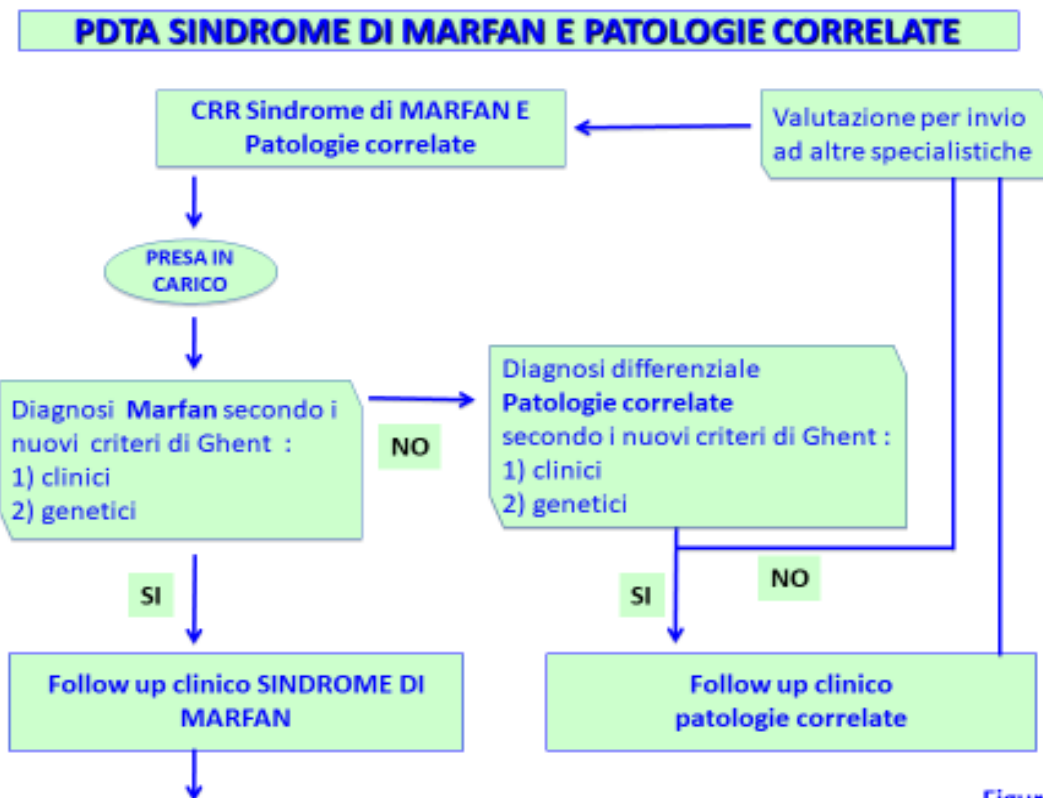 PDTA SINDROME DI MARFAN E PATOLOGIE CORRELATE
CRR Sindrome di MARFAN E
Patologie correlate
Valutazione per invio
ad altre specialistiche
PRESA IN
CARICO
Diagnosi Marfan secondo i
nuovi criteri di Ghent :
1) clinici
2) genetici
NO
Diagnosi differenziale
Patologie correlate
secondo i nuovi criteri di Ghent :
1) clinici
2) genetici
SI
SI
NO
Follow up clinico SINDROME DI
MARFAN
Follow up clinico
patologie correlate